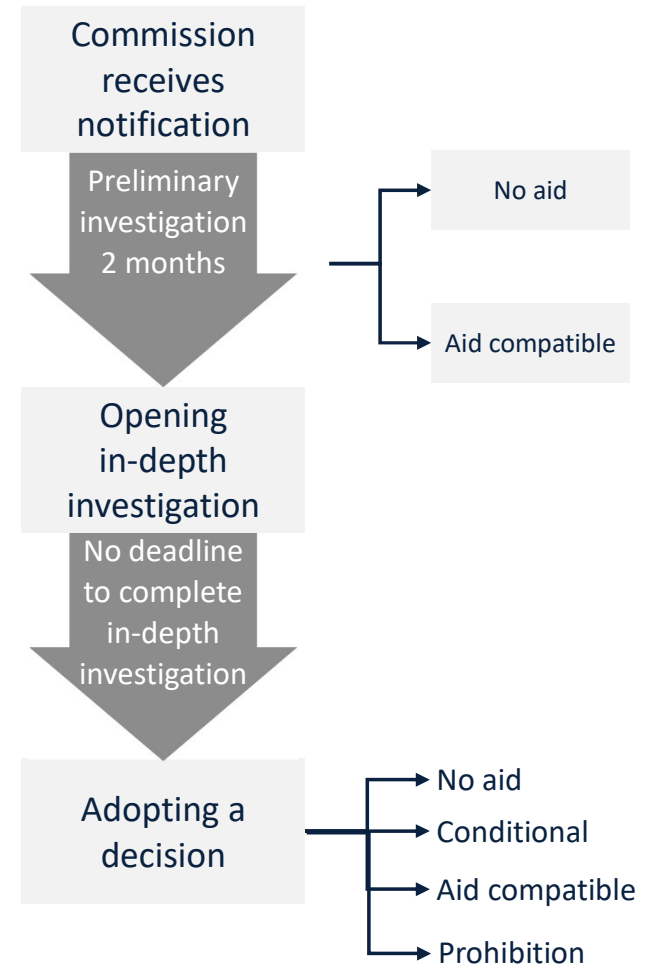 Commission
receives
notification
Preliminary
investigation
2 months
No aid
Aid compatible
Opening
in-depth
investigation
No deadline
to complete
in-depth
investigation
Adopting a
decision
No aid
Conditional
Aid compatible
Prohibition